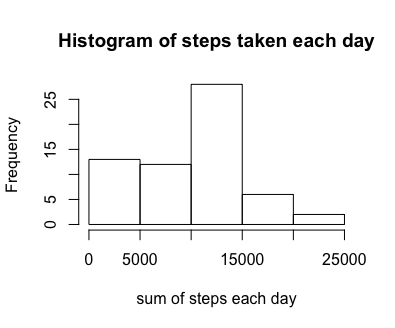 Histogram of steps taken each day
Frequency
25
15
5
0
0 5000 15000 25000
sum of steps each day